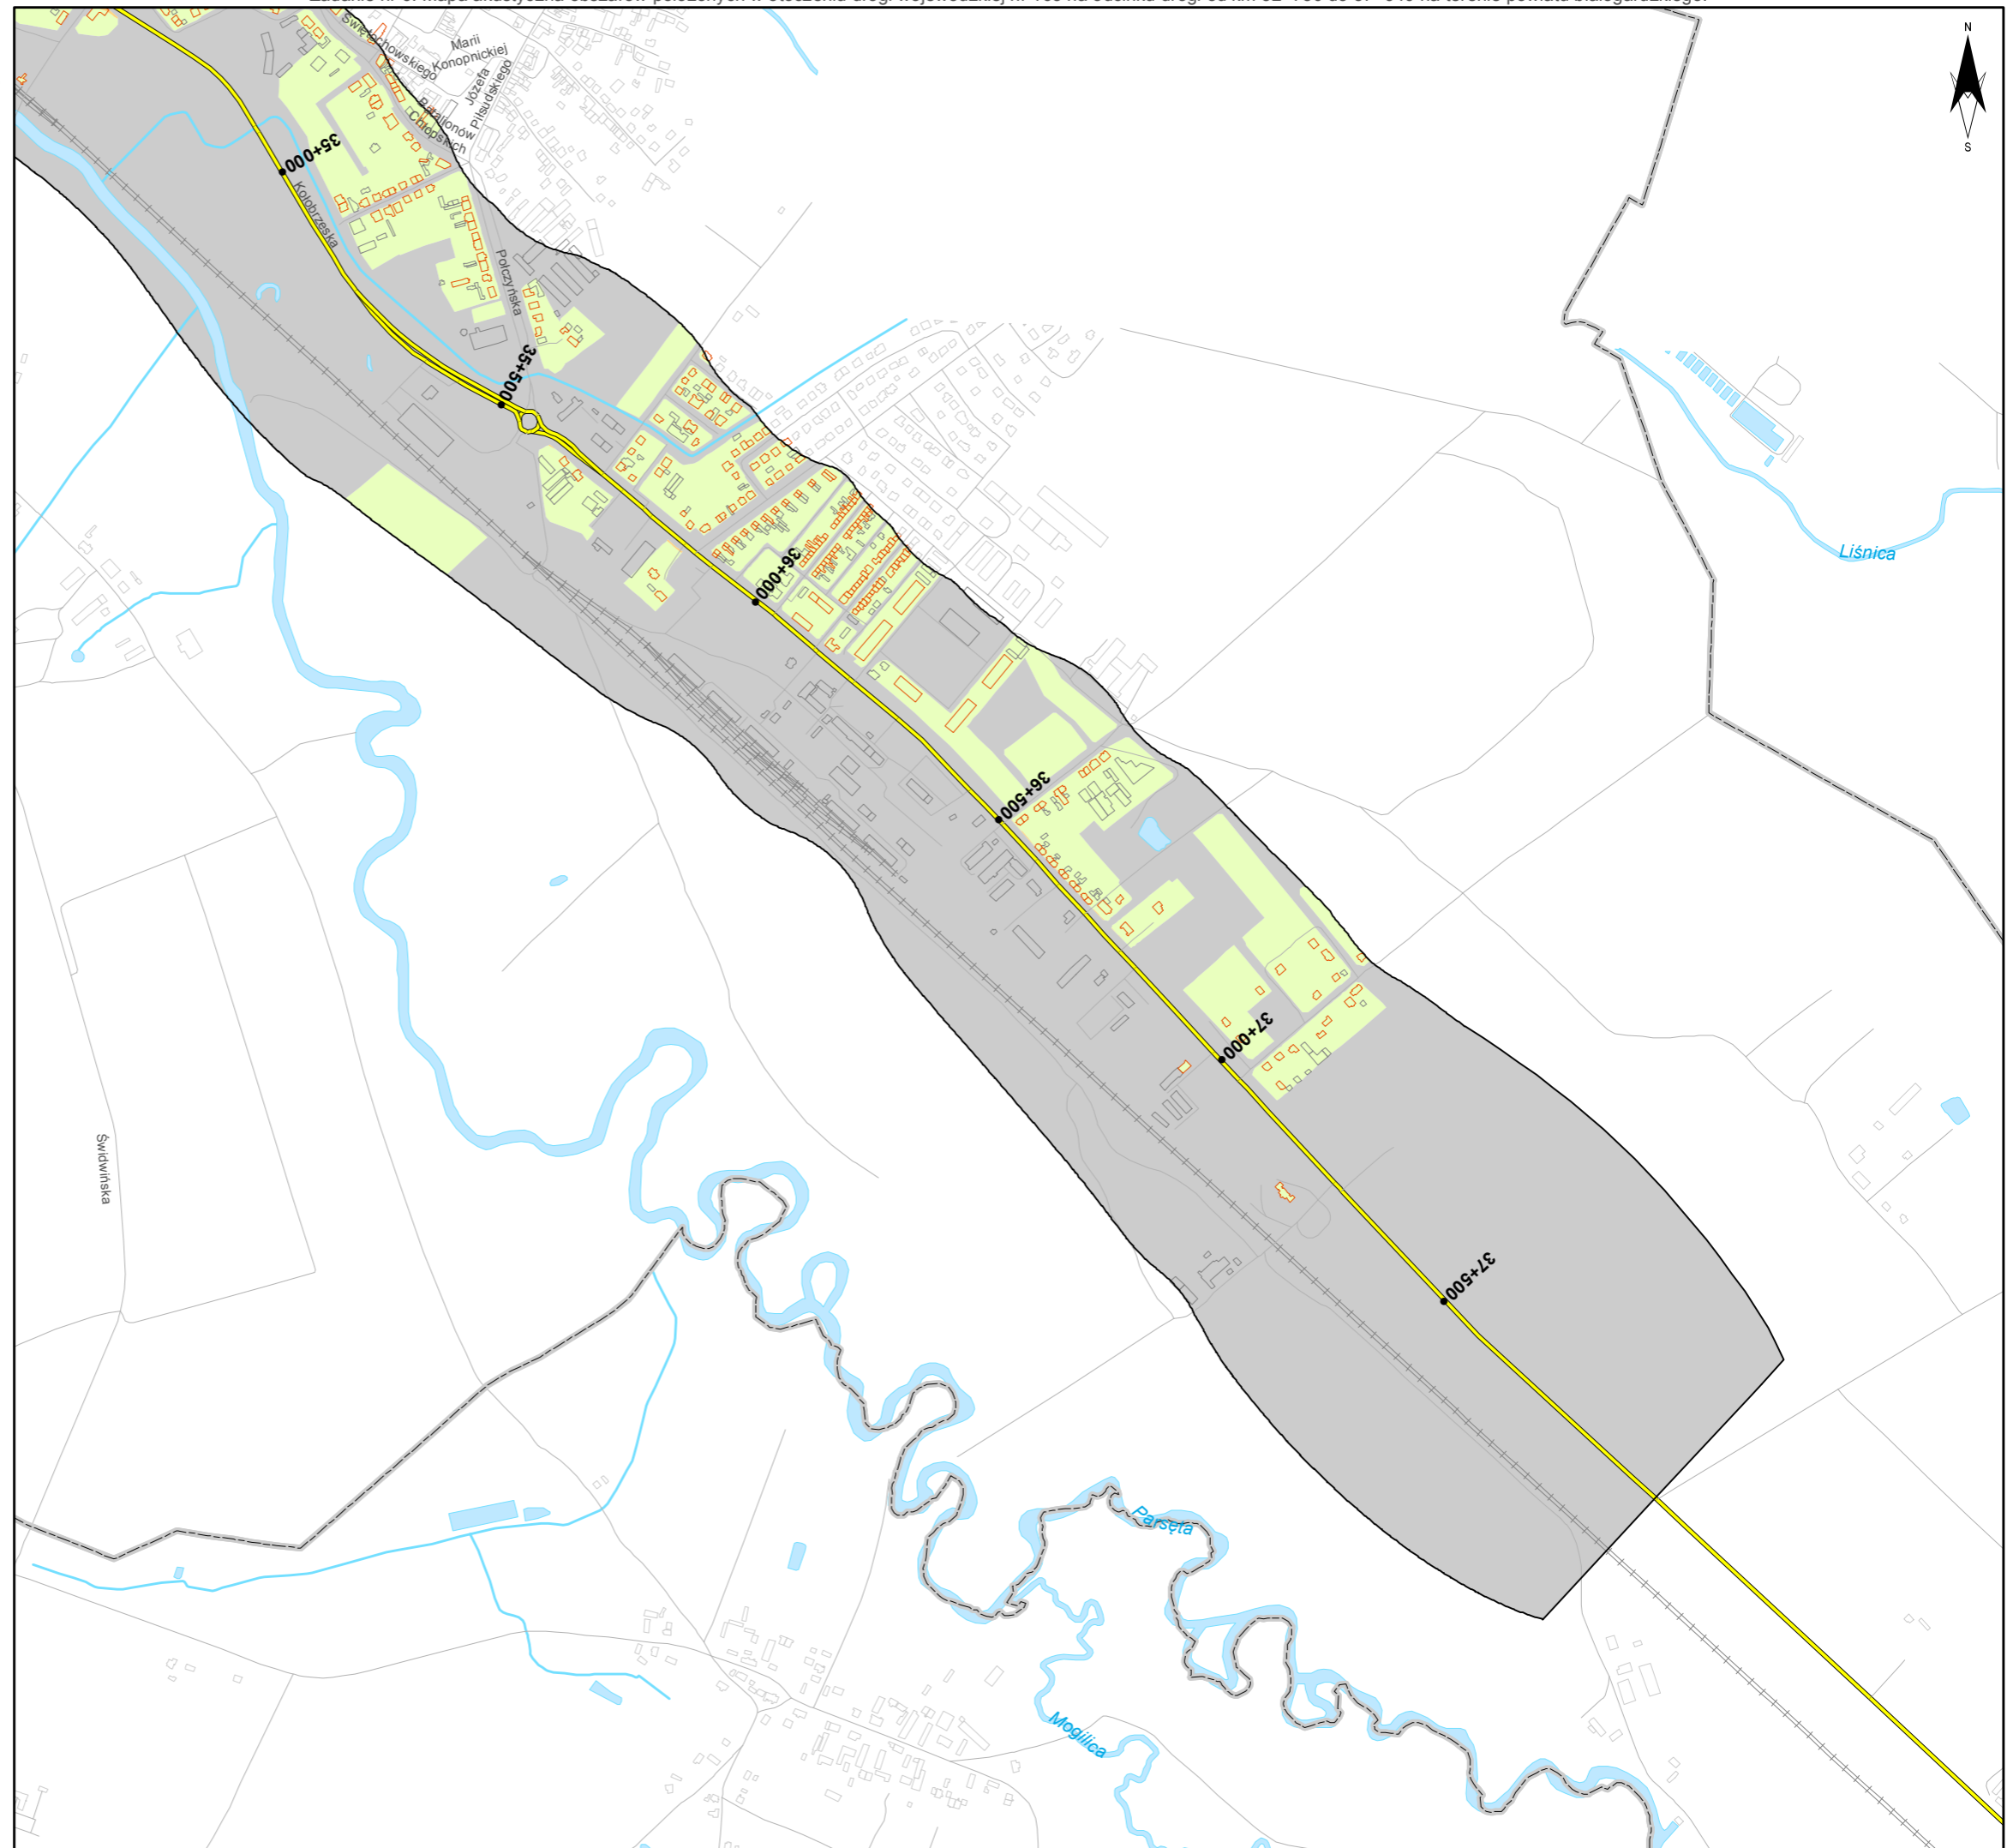 N
S
Święjochowskiego
Marii
Konopnickiej
Józefa
Piłsudskiego
Batalionów
Chłopskich
35+000
Kołobrzeska
Połczyńska
35+500
36+000
Liśnica
36+500
37+000
Świdwińska
37+500
Parsęta
Mogilica